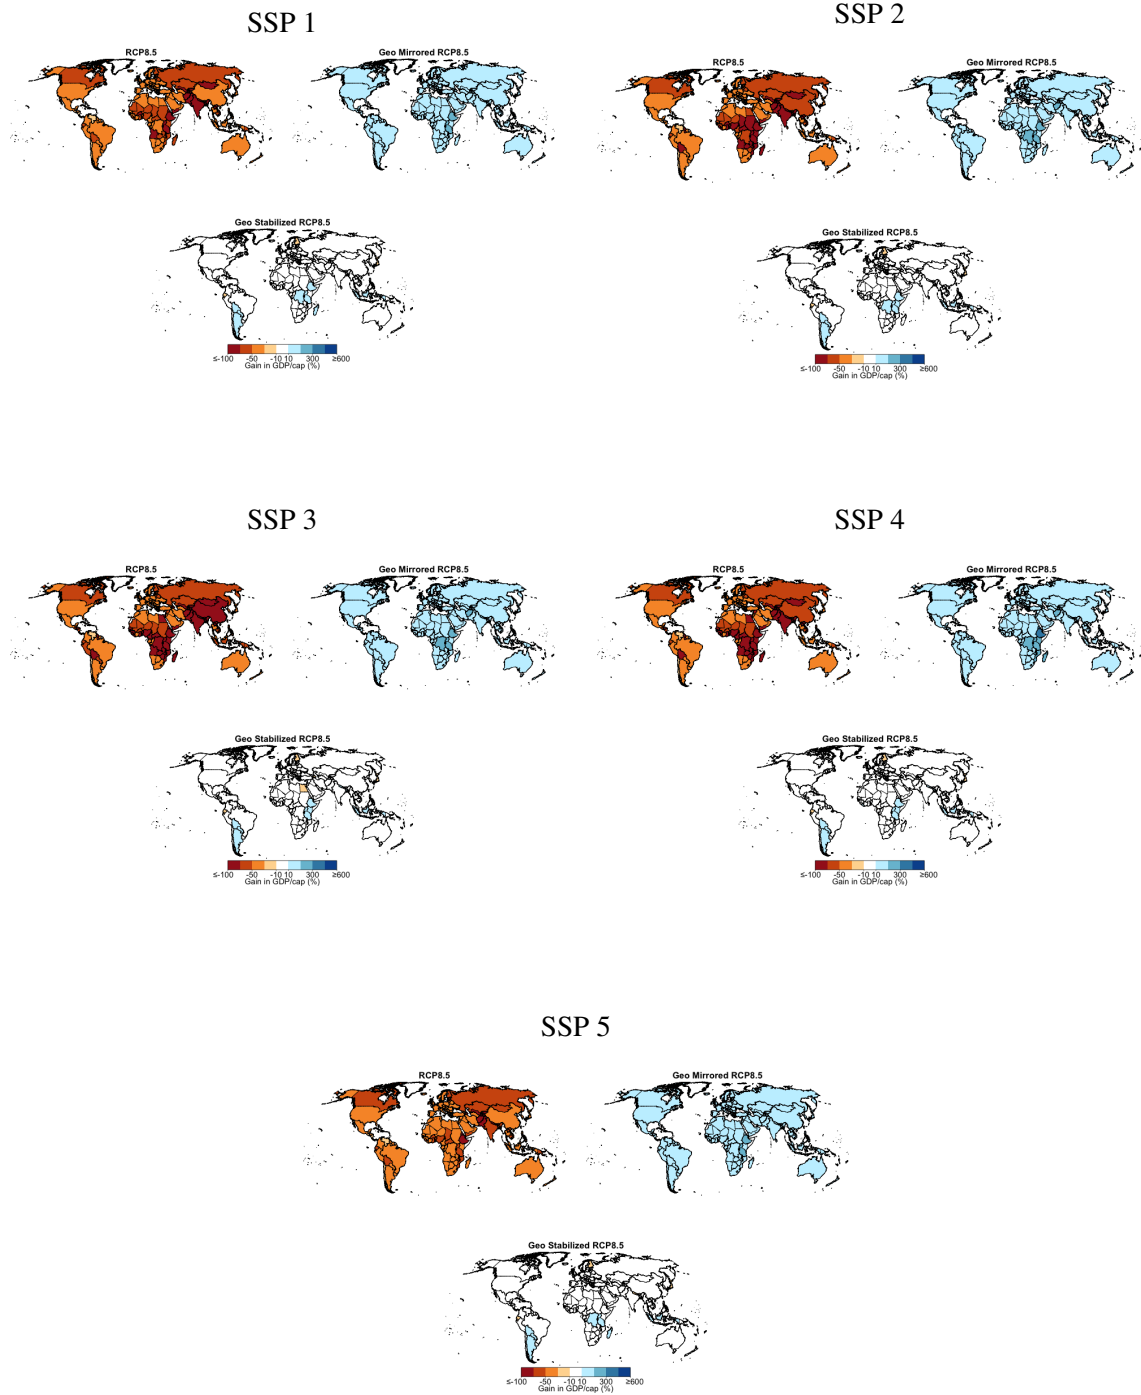 SSP 1
RCP8.5
Geo Mirrored RCP8.5
Geo Stabilized RCP8.5
≤-100 -50 -10 10 300 ≥600
Gain in GDP/cap (%)
SSP 2
RCP8.5
Geo Mirrored RCP8.5
Geo Stabilized RCP8.5
≤-100 -50 -10 10 300 ≥600
Gain in GDP/cap (%)
SSP 3
RCP8.5
Geo Mirrored RCP8.5
Geo Stabilized RCP8.5
≤-100 -50 -10 10 300 ≥600
Gain in GDP/cap (%)
SSP 4
RCP8.5
Geo Mirrored RCP8.5
Geo Stabilized RCP8.5
≤-100 -50 -10 10 300 ≥600
Gain in GDP/cap (%)
SSP 5
RCP8.5
Geo Mirrored RCP8.5
Geo Stabilized RCP8.5
≤-100 -50 -10 10 300 ≥600
Gain in GDP/cap (%)